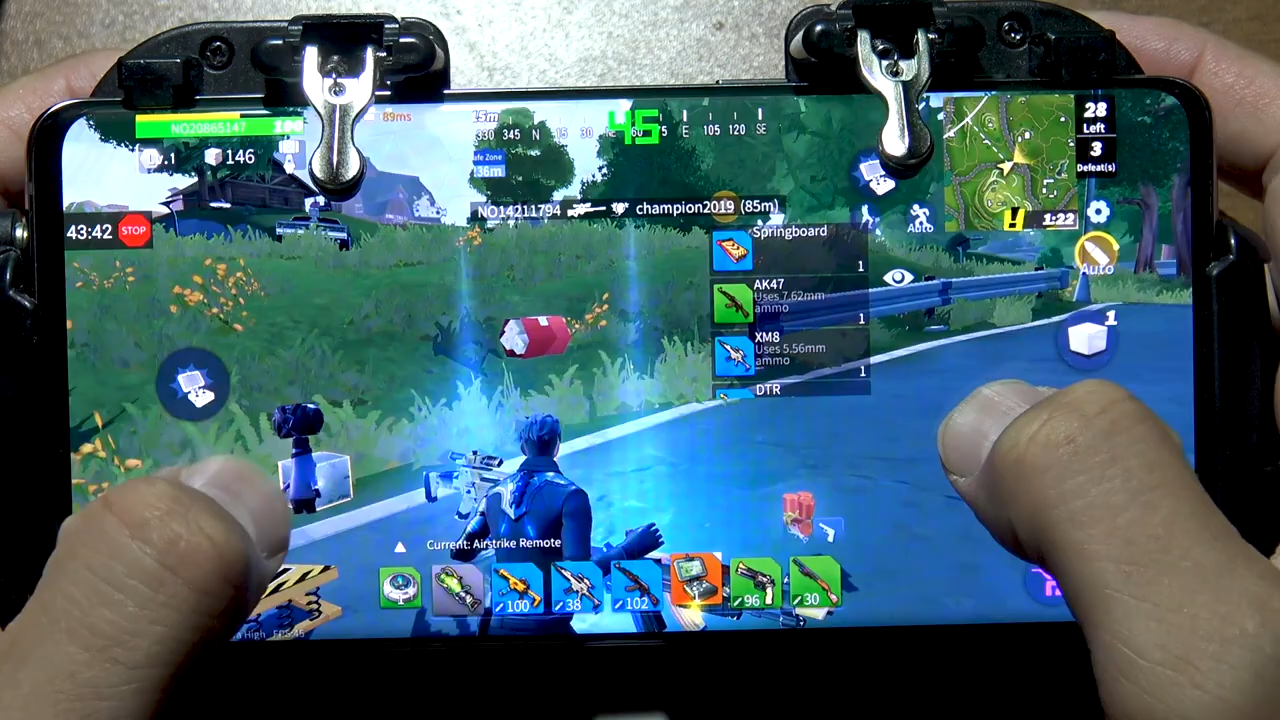 NO20865147 100
89ms
15m
330 345 N 15 30 NE 60 75 E 105 120 SE
45
28
Left
3
Defeat(s)
Lv.1
146
Safe Zone
136m
NO14211794 champion2019 (85m)
43:42 STOP
1:22
AUTO
Auto
Springboard
1
AK47
Uses 7.62mm
ammo
1
XM8
Uses 5.56mm
ammo
1
DTR
1
Current: Airstrike Remote
100
38
102
96
30
High FPS:45